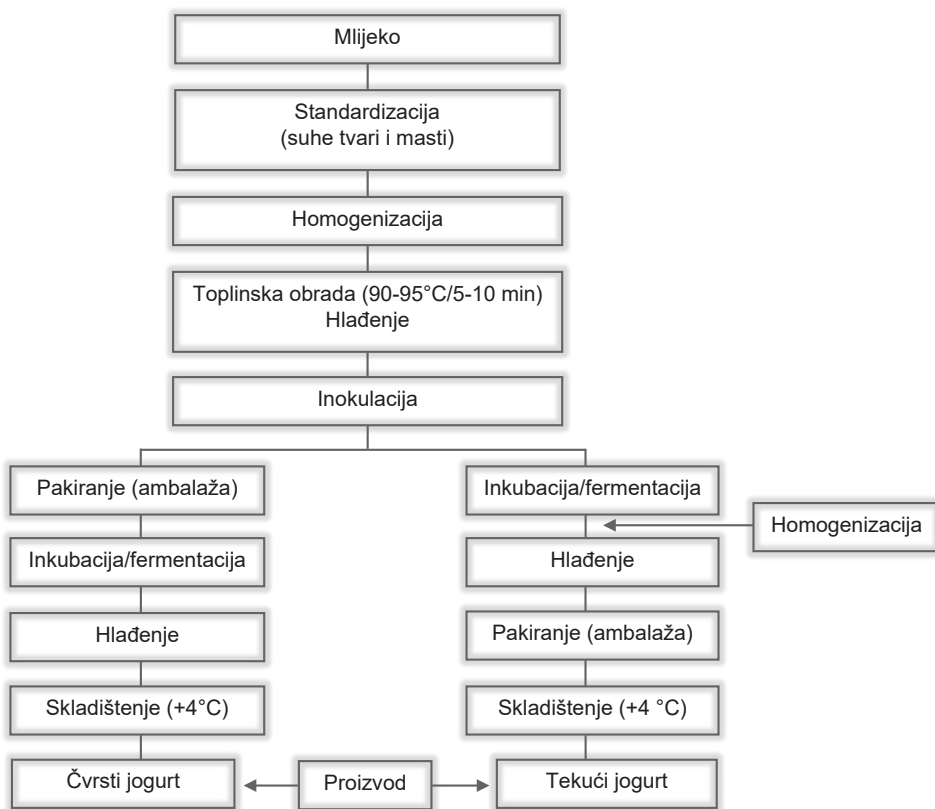 Mlijeko
Standardizacija
(suhe tvari i masti)
Homogenizacija
Toplinska obrada (90-95°C/5-10 min)
Hlađenje
Inokulacija
Pakiranje (ambalaža)
Inkubacija/fermentacija
Hlađenje
Skladištenje (+4°C)
Čvrsti jogurt
Inkubacija/fermentacija
Homogenizacija
Hlađenje
Pakiranje (ambalaža)
Skladištenje (+4 °C)
Tekući jogurt
Proizvod